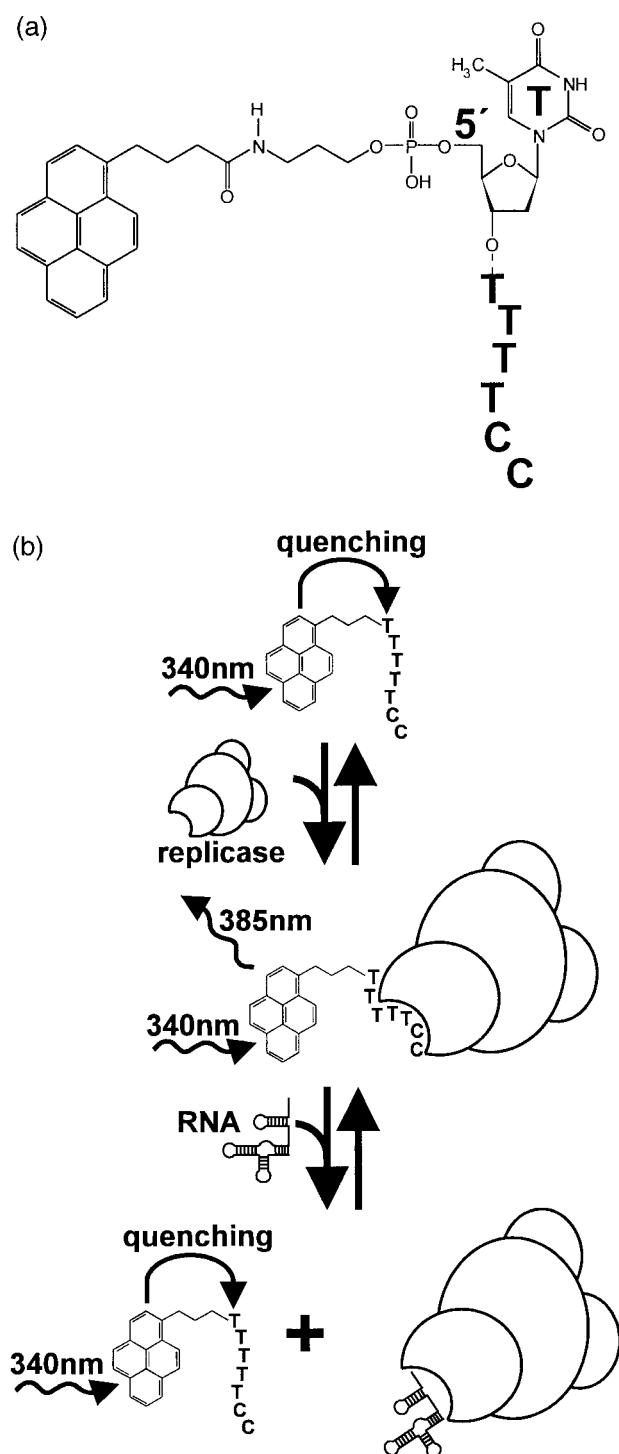 (a)
O
H₃C
NH
T
H
O
5´
N
O
N
O
P
O
O
O
OH
O
T
T
T
T
C
C
(b)
quenching
340nm
T
T
T
T
T
C
C
replicase
385nm
340nm
T
T
T T T
C
C
RNA
quenching
340nm
T
T
T
T
T
C
C
+